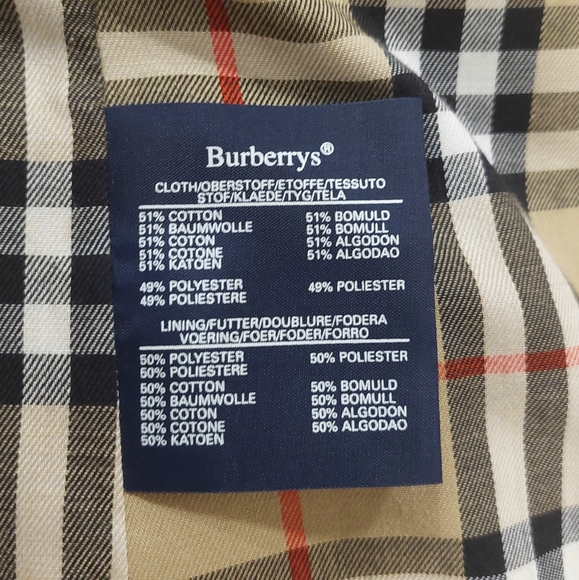 Burberrys®
CLOTH/OBERSTOFF/ETOFFE/TESSUTO
STOF/KLAEDE/TYG/TELA
51% COTTON 51% BOMULD
51% BAUMWOLLE 51% BOMULL
51% COTON 51% ALGODON
51% COTONE 51% ALGODAO
51% KATOEN
49% POLYESTER 49% POLIESTER
49% POLIESTERE
LINING/FUTTER/DOUBLURE/FODERA
VOERING/FOER/FODER/FORRO
50% POLYESTER 50% POLIESTER
50% POLIESTERE
50% COTTON 50% BOMULD
50% BAUMWOLLE 50% BOMULL
50% COTON 50% ALGODON
50% COTONE 50% ALGODAO
50% KATOEN